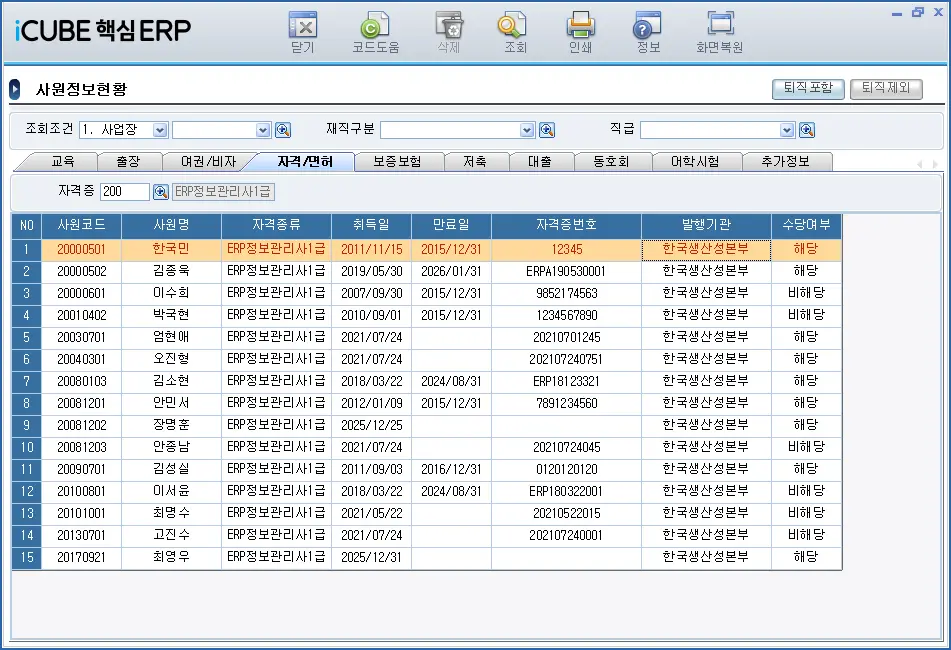 iCUBE 핵심ERP
닫기 코드도움 삭제 조회 인쇄 정보 화면복원
사원정보현황 퇴직포함 퇴직제외
조회조건 1. 사업장 재직구분 직급
교육 출장 여권/비자 자격/면허 보증보험 저축 대출 동호회 어학시험 추가정보
자격증 200 ERP정보관리사1급
NO 사원코드 사원명 자격종류 취득일 만료일 자격증번호 발행기관 수당여부
1 20000501 한국민 ERP정보관리사1급 2011/11/15 2015/12/31 12345 한국생산성본부 해당
2 20000502 김종욱 ERP정보관리사1급 2019/05/30 2026/01/31 ERPA190530001 한국생산성본부 해당
3 20000601 이수희 ERP정보관리사1급 2007/09/30 2015/12/31 9852174563 한국생산성본부 비해당
4 20010402 박국현 ERP정보관리사1급 2010/09/01 2015/12/31 1234567890 한국생산성본부 비해당
5 20030701 엄현애 ERP정보관리사1급 2021/07/24 20210701245 한국생산성본부 해당
6 20040301 오진형 ERP정보관리사1급 2021/07/24 202107240751 한국생산성본부 해당
7 20080103 김소현 ERP정보관리사1급 2018/03/22 2024/08/31 ERP18123321 한국생산성본부 해당
8 20081201 안민서 ERP정보관리사1급 2012/01/09 2015/12/31 7891234560 한국생산성본부 해당
9 20081202 장명훈 ERP정보관리사1급 2025/12/25 한국생산성본부 해당
10 20081203 안종남 ERP정보관리사1급 2021/07/24 20210724045 한국생산성본부 비해당
11 20090701 김성실 ERP정보관리사1급 2011/09/03 2016/12/31 0120120120 한국생산성본부 해당
12 20100801 이서윤 ERP정보관리사1급 2018/03/22 2024/08/31 ERP180322001 한국생산성본부 비해당
13 20101001 최명수 ERP정보관리사1급 2021/05/22 20210522015 한국생산성본부 비해당
14 20130701 고진수 ERP정보관리사1급 2021/07/24 202107240001 한국생산성본부 비해당
15 20170921 최영우 ERP정보관리사1급 2025/12/31 한국생산성본부 해당